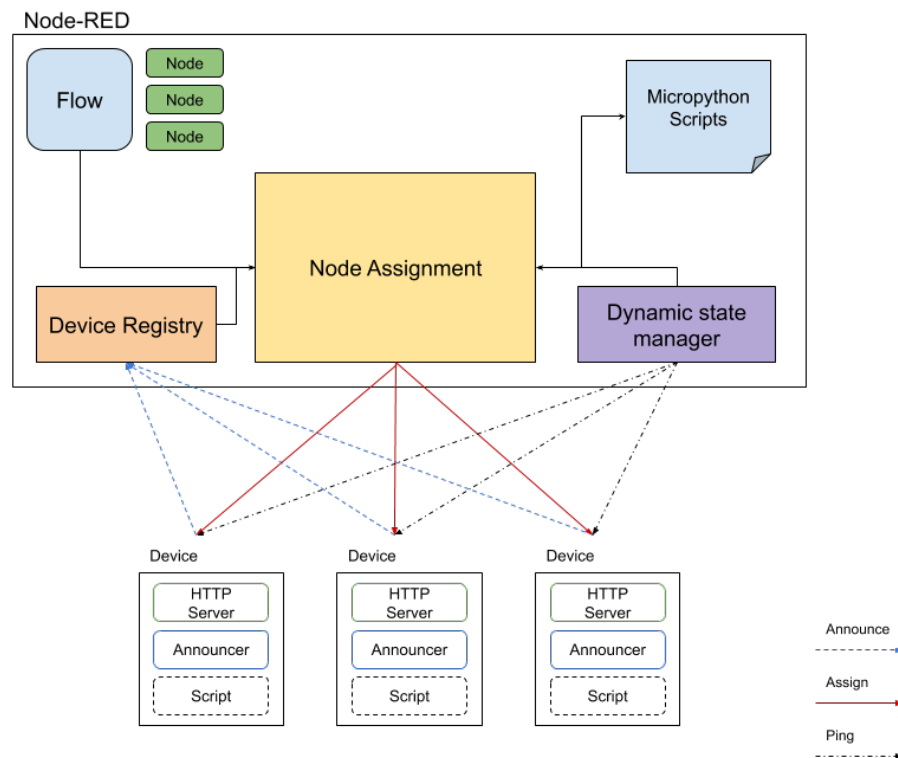 Node-RED
Flow
Node
Node
Node
Micropython
Scripts
Node Assignment
Device Registry
Dynamic state
manager
Device
Device
Device
HTTP
Server
Announcer
Script
HTTP
Server
Announcer
Script
HTTP
Server
Announcer
Script
Announce
Assign
Ping